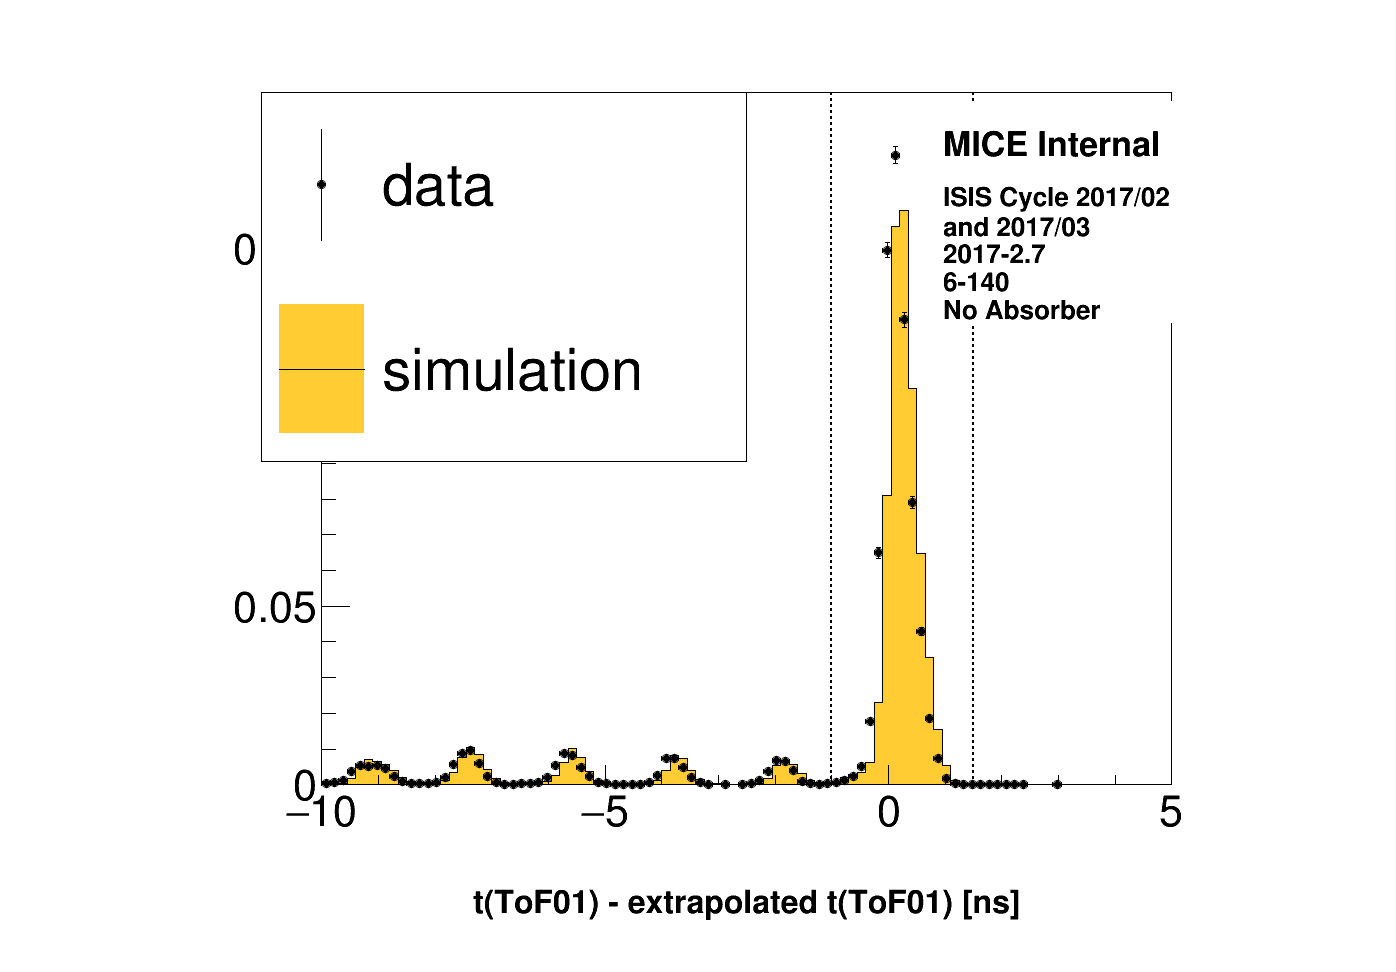 data
simulation
MICE Internal
ISIS Cycle 2017/02
and 2017/03
2017-2.7
6-140
No Absorber
0
0.05
0
−10 −5 0 5
t(ToF01) - extrapolated t(ToF01) [ns]